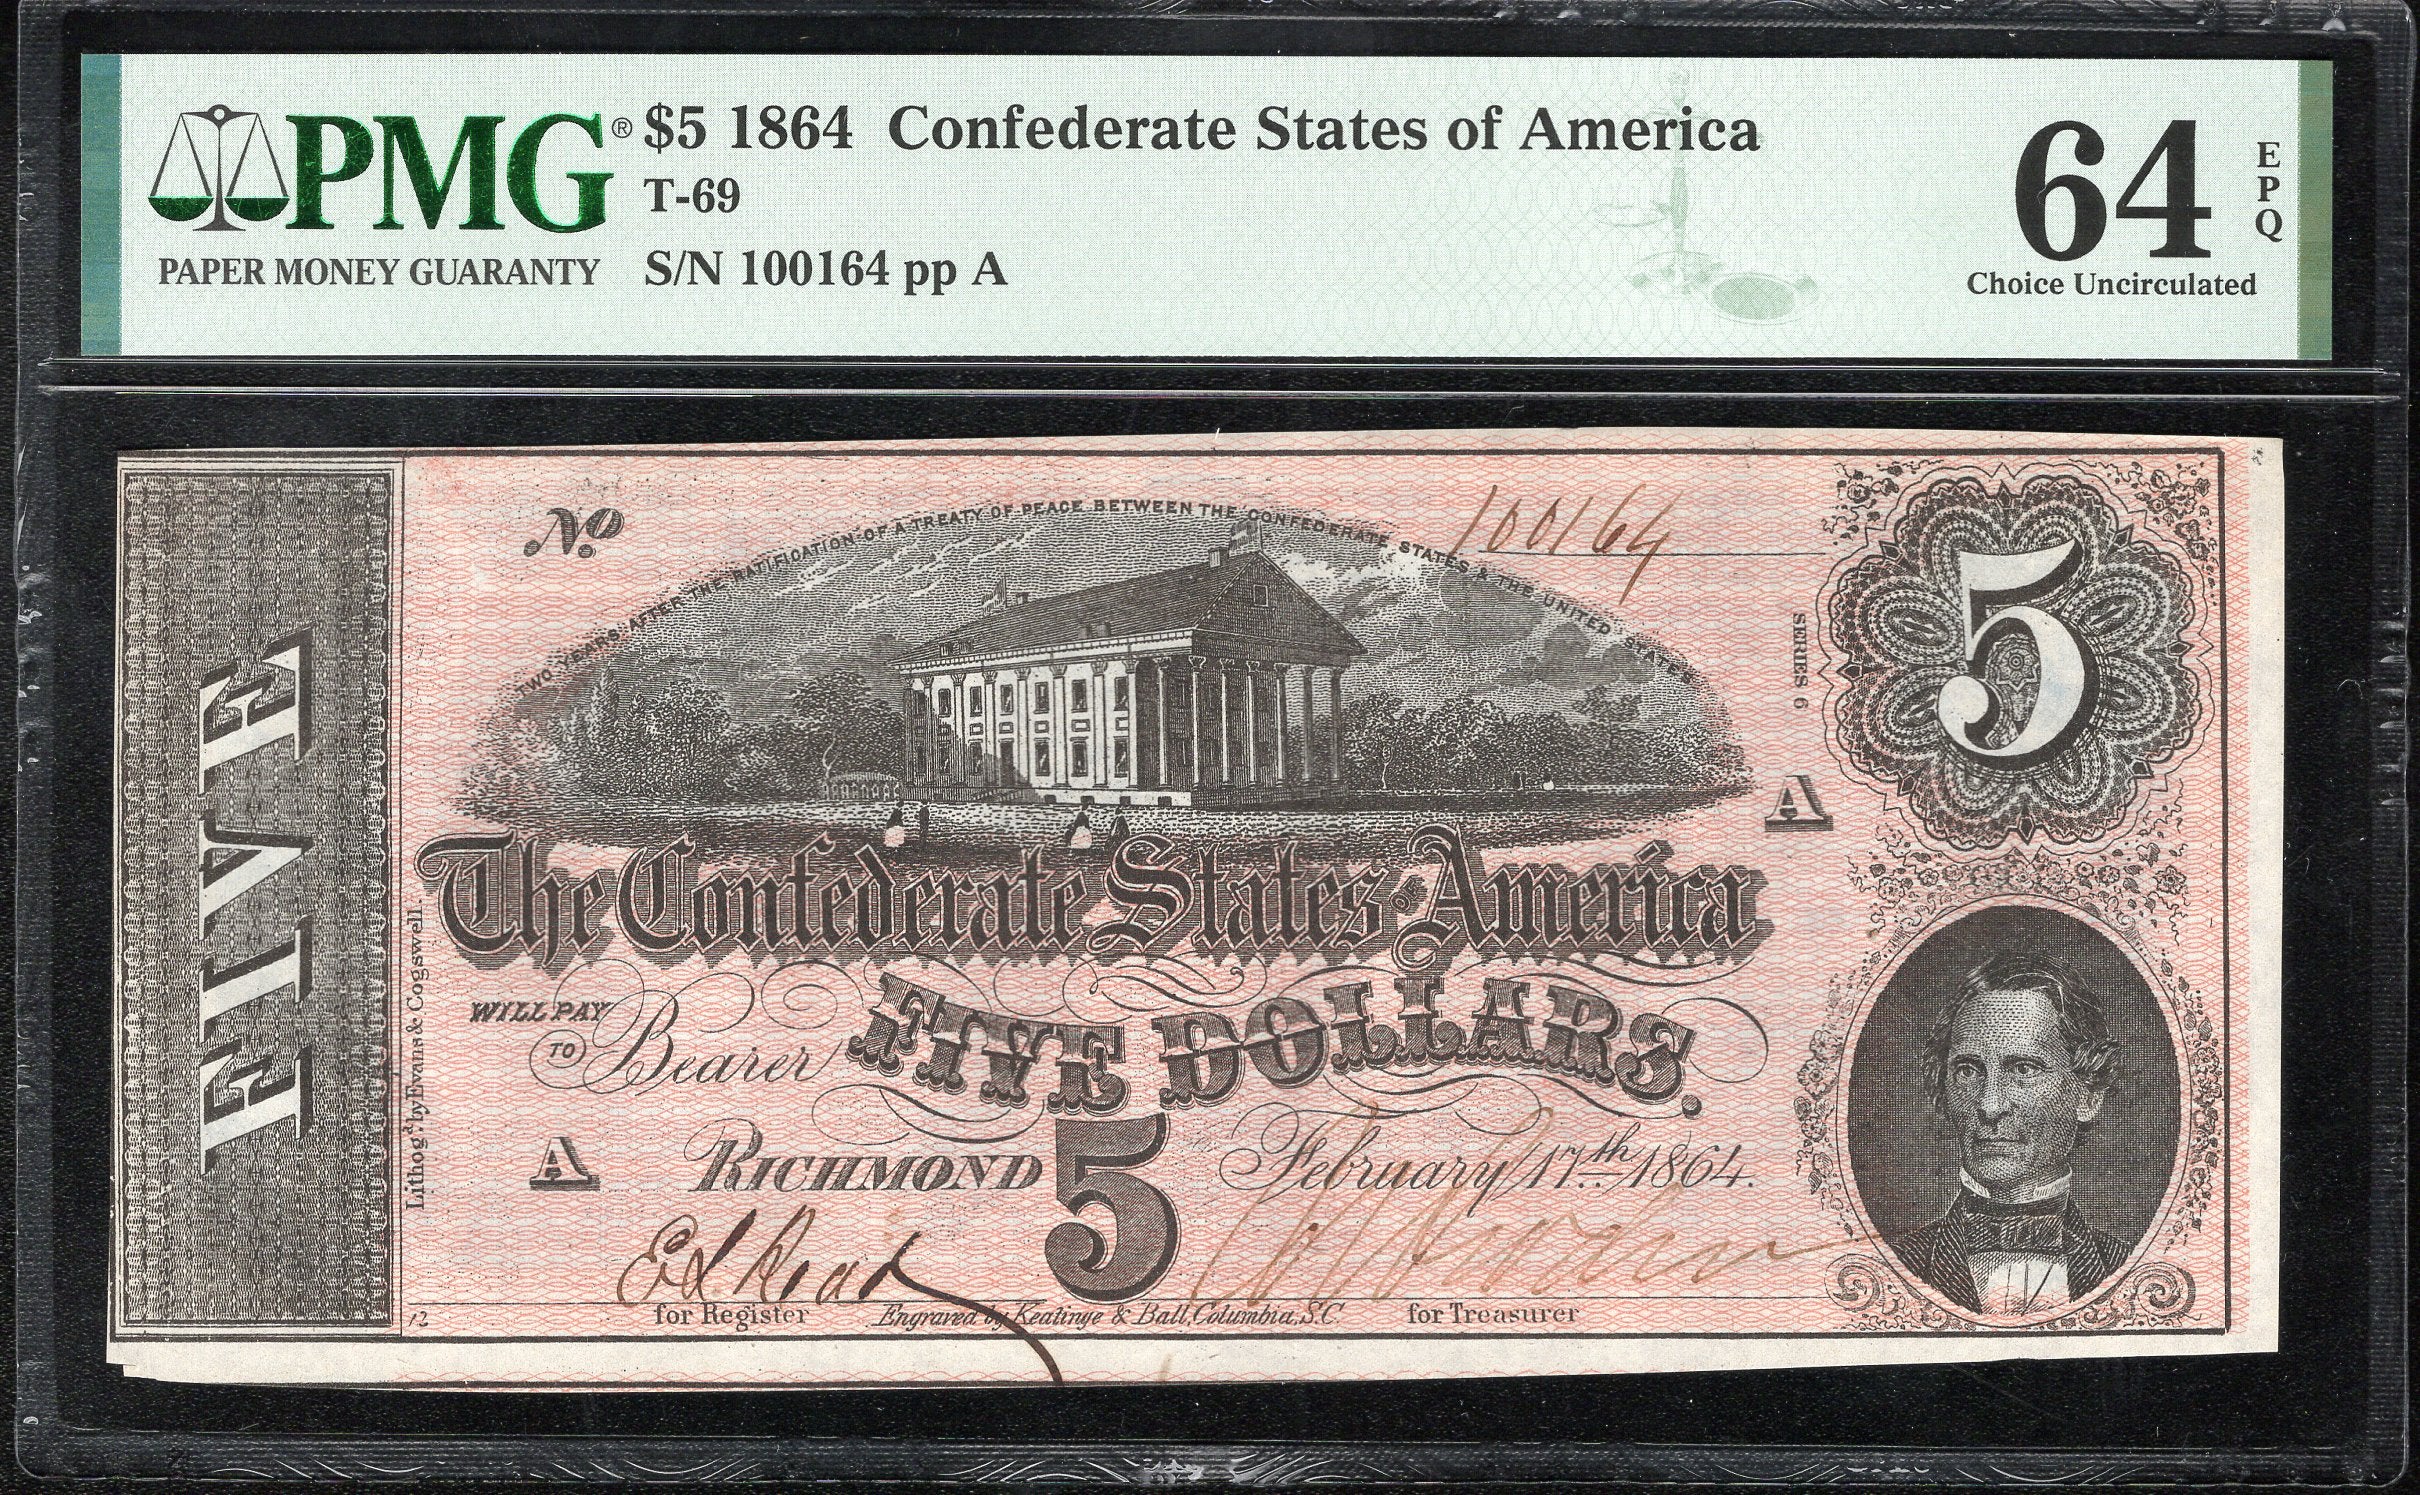 PMG®
PAPER MONEY GUARANTY
$5 1864 Confederate States of America
T-69
S/N 100164 pp A
64
EPQ
Choice Uncirculated
FIVE
No
100164
TWO YEARS AFTER THE RATIFICATION OF A TREATY OF PEACE BETWEEN THE CONFEDERATE STATES & THE UNITED STATES
SERIES 6
5
A
The Confederate States of America
WILL PAY
TO Bearer FIVE DOLLARS.
Lithog.d by Evans & Cogswell.
A RICHMOND 5 February 17th 1864.
12
for Register Engraved by Keatinge & Ball, Columbia, S.C. for Treasurer